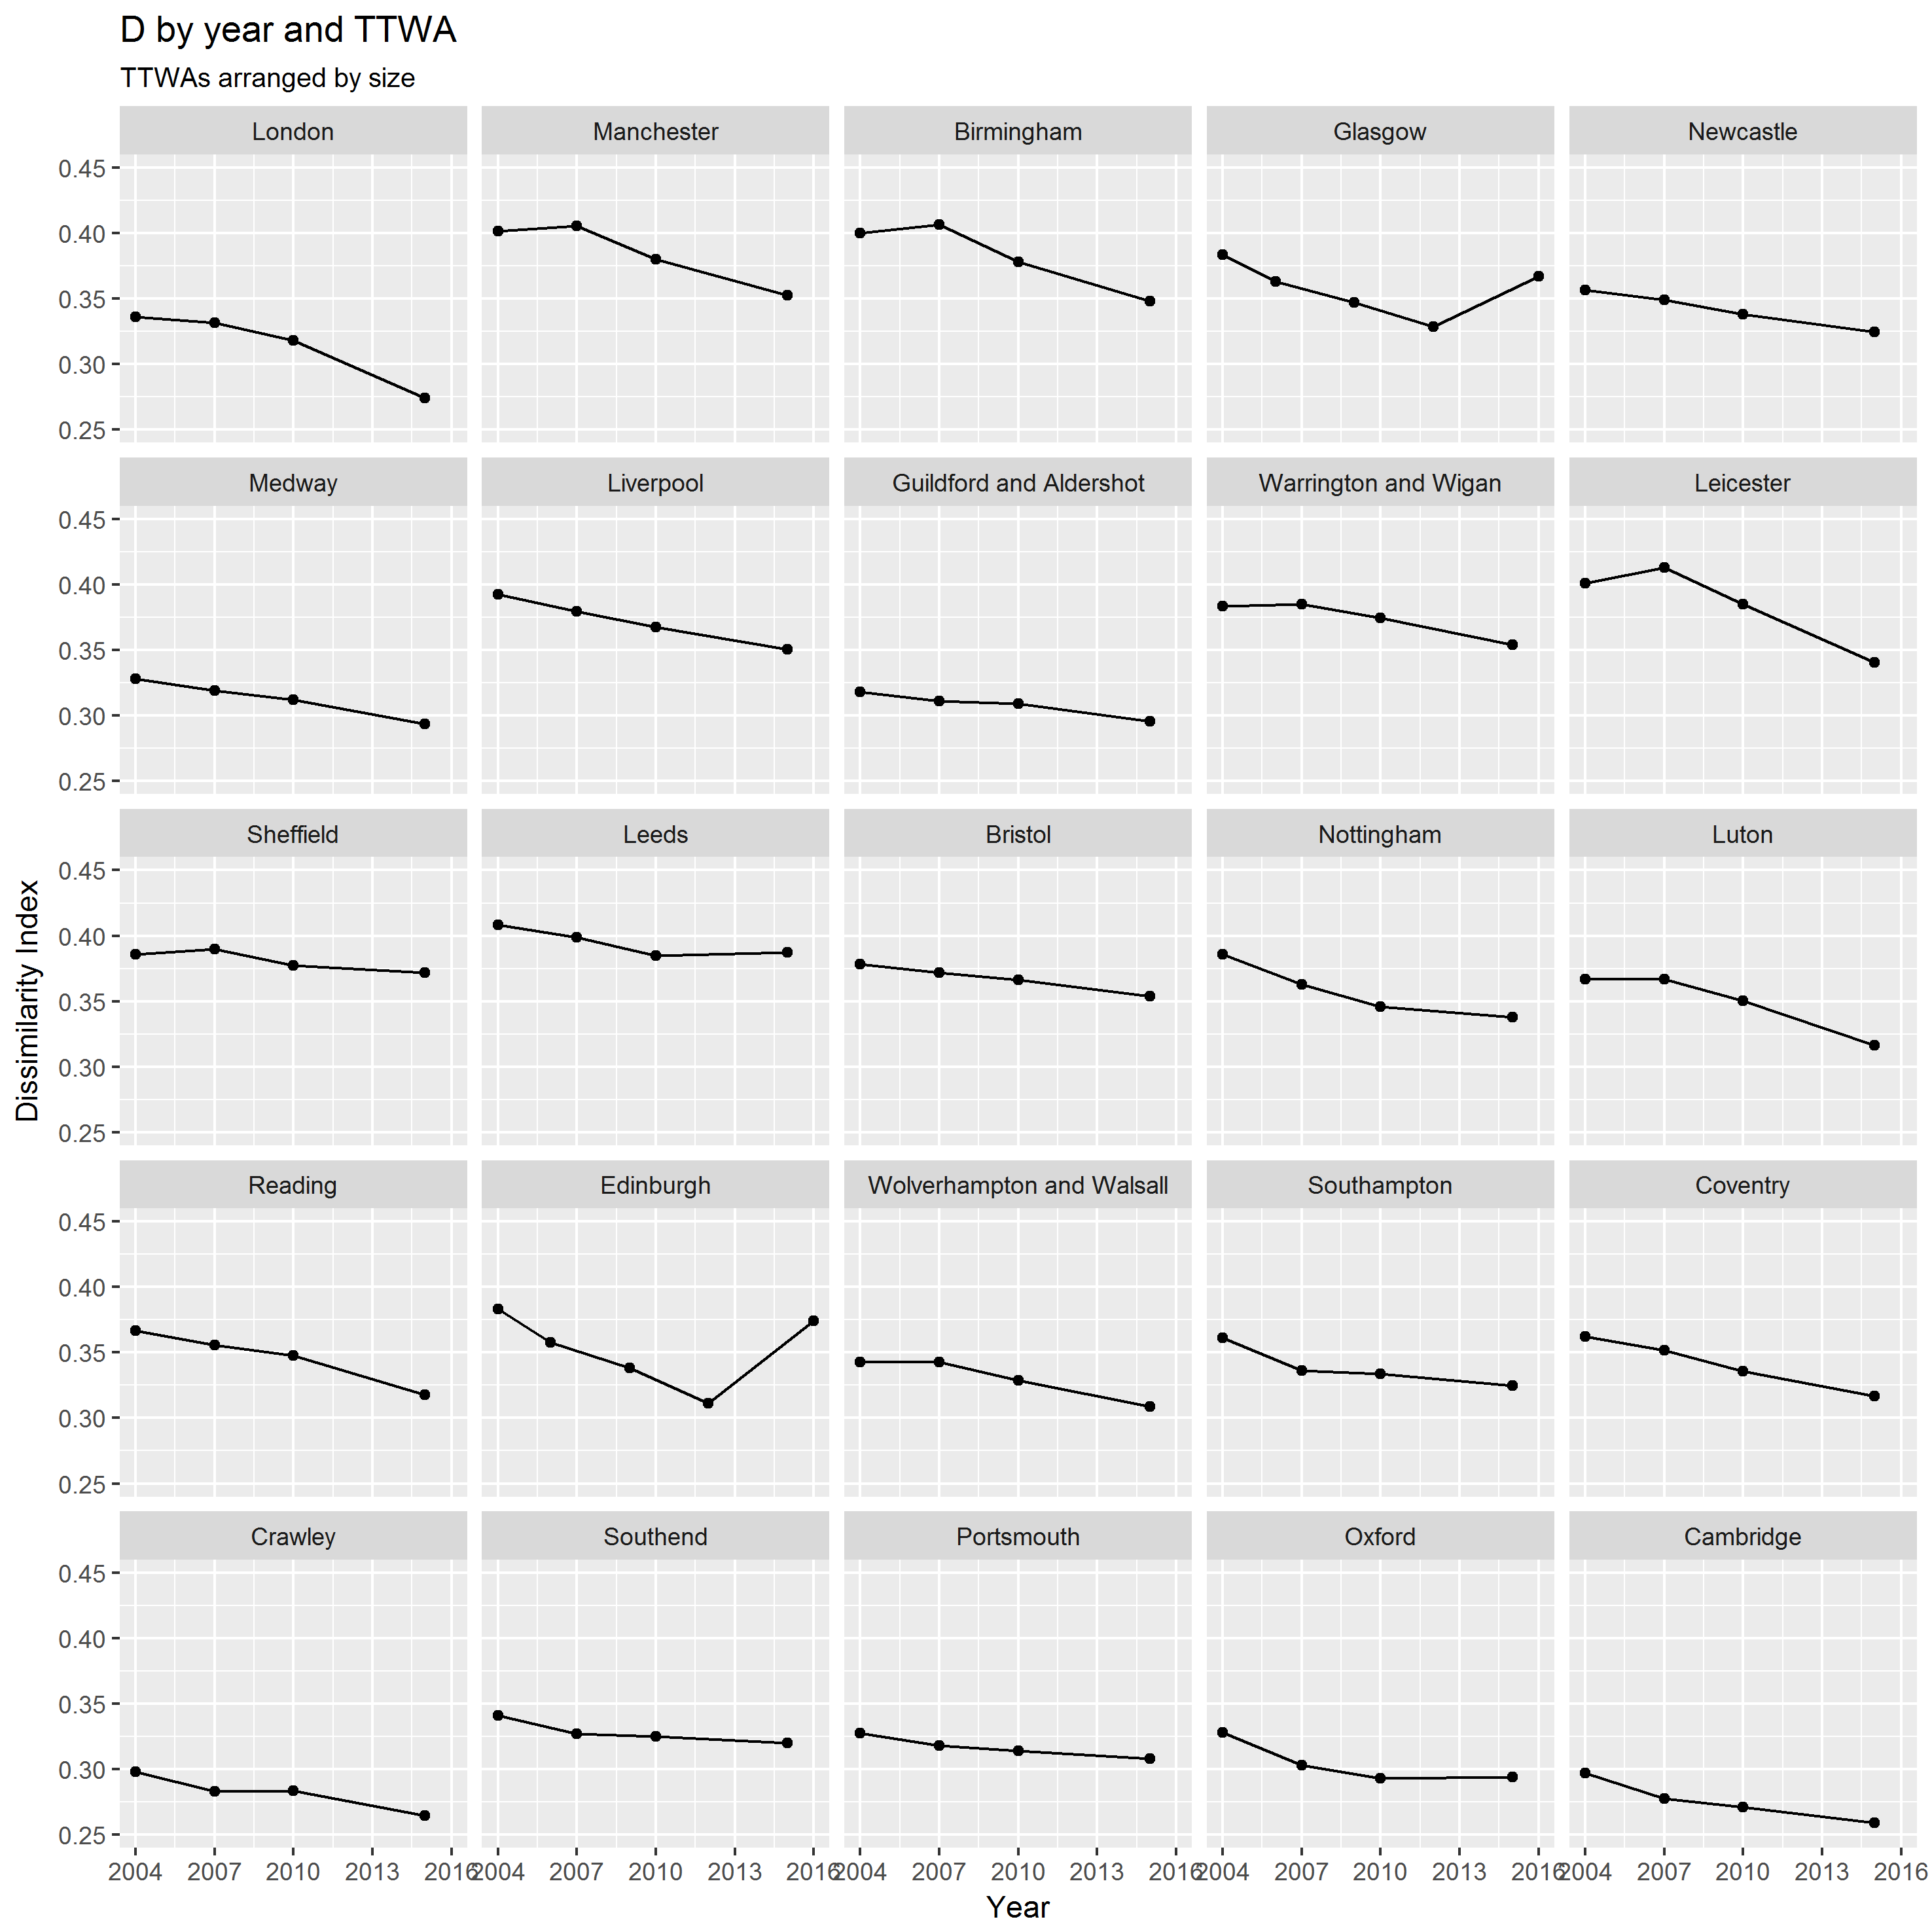 D by year and TTWA
TTWAs arranged by size
London Manchester Birmingham Glasgow Newcastle
0.45
0.40
0.35
0.30
0.25
Medway Liverpool Guildford and Aldershot Warrington and Wigan Leicester
0.45
0.40
0.35
0.30
0.25
Sheffield Leeds Bristol Nottingham Luton
0.45
0.40
0.35
0.30
0.25
Dissimilarity Index
Reading Edinburgh Wolverhampton and Walsall Southampton Coventry
0.45
0.40
0.35
0.30
0.25
Crawley Southend Portsmouth Oxford Cambridge
0.45
0.40
0.35
0.30
0.25
2004 2007 2010 2013 2016 2004 2007 2010 2013 2016 2004 2007 2010 2013 2016 2004 2007 2010 2013 2016 2004 2007 2010 2013 2016
Year